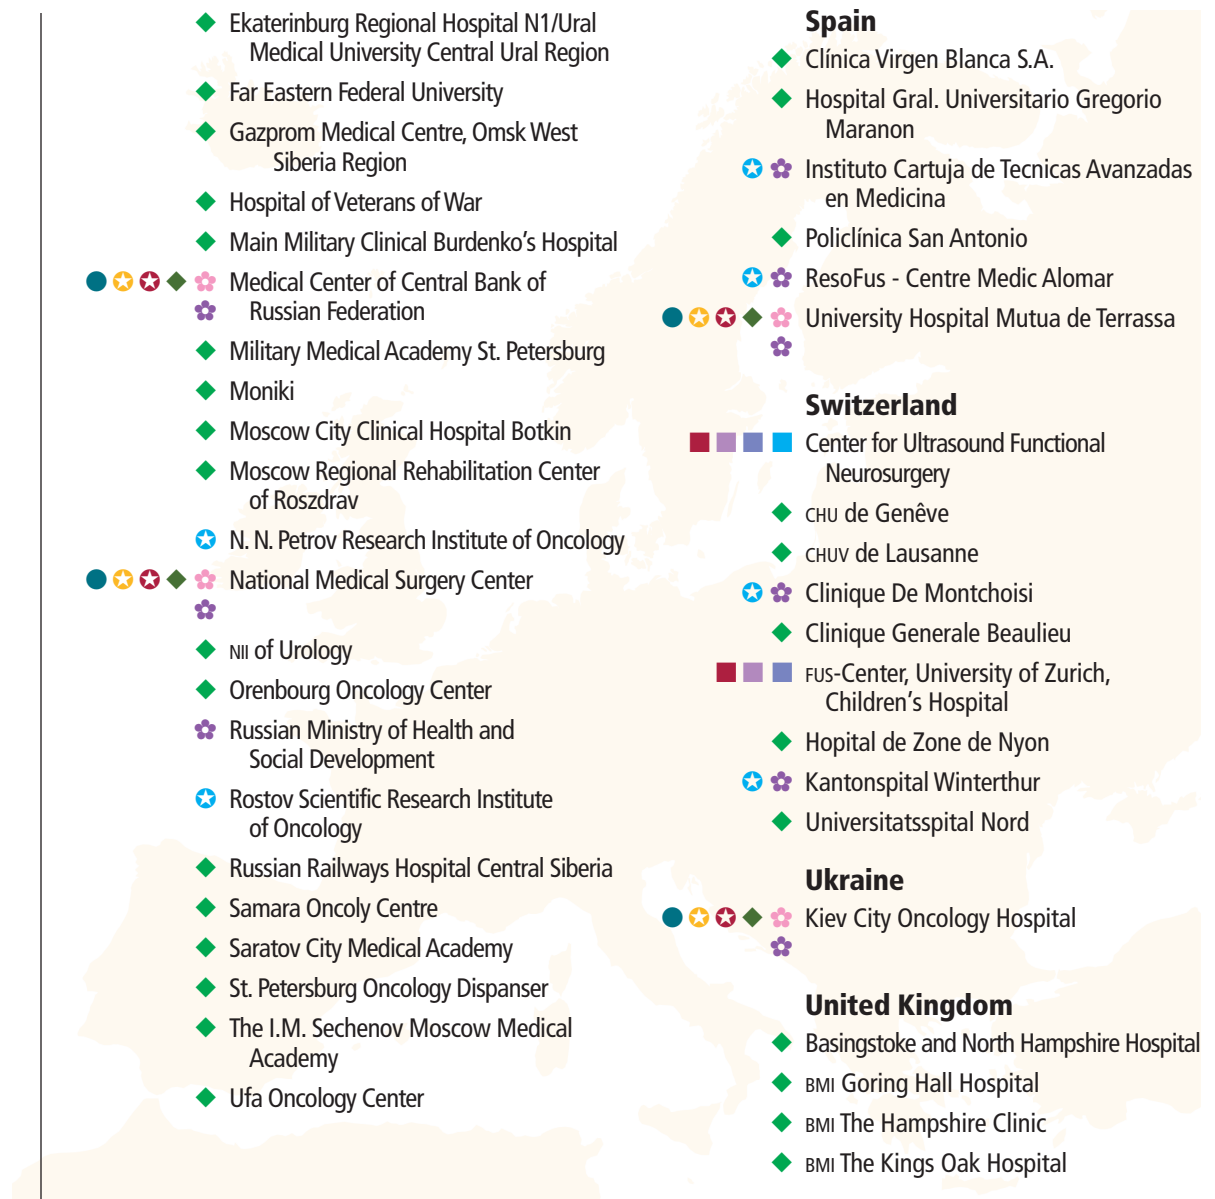 Ekaterinburg Regional Hospital N1/Ural
Medical University Central Ural Region
Far Eastern Federal University
Gazprom Medical Centre, Omsk West
Siberia Region
Hospital of Veterans of War
Main Military Clinical Burdenko’s Hospital
Medical Center of Central Bank of
Russian Federation
Military Medical Academy St. Petersburg
Moniki
Moscow City Clinical Hospital Botkin
Moscow Regional Rehabilitation Center
of Roszdrav
N. N. Petrov Research Institute of Oncology
National Medical Surgery Center
NII of Urology
Orenbourg Oncology Center
Russian Ministry of Health and
Social Development
Rostov Scientific Research Institute
of Oncology
Russian Railways Hospital Central Siberia
Samara Oncoly Centre
Saratov City Medical Academy
St. Petersburg Oncology Dispanser
The I.M. Sechenov Moscow Medical
Academy
Ufa Oncology Center
Spain
Clínica Virgen Blanca S.A.
Hospital Gral. Universitario Gregorio
Maranon
Instituto Cartuja de Tecnicas Avanzadas
en Medicina
Policlínica San Antonio
ResoFus - Centre Medic Alomar
University Hospital Mutua de Terrassa
Switzerland
Center for Ultrasound Functional
Neurosurgery
CHU de Genêve
CHUV de Lausanne
Clinique De Montchoisi
Clinique Generale Beaulieu
FUS-Center, University of Zurich,
Children’s Hospital
Hopital de Zone de Nyon
Kantonspital Winterthur
Universitatsspital Nord
Ukraine
Kiev City Oncology Hospital
United Kingdom
Basingstoke and North Hampshire Hospital
BMI Goring Hall Hospital
BMI The Hampshire Clinic
BMI The Kings Oak Hospital